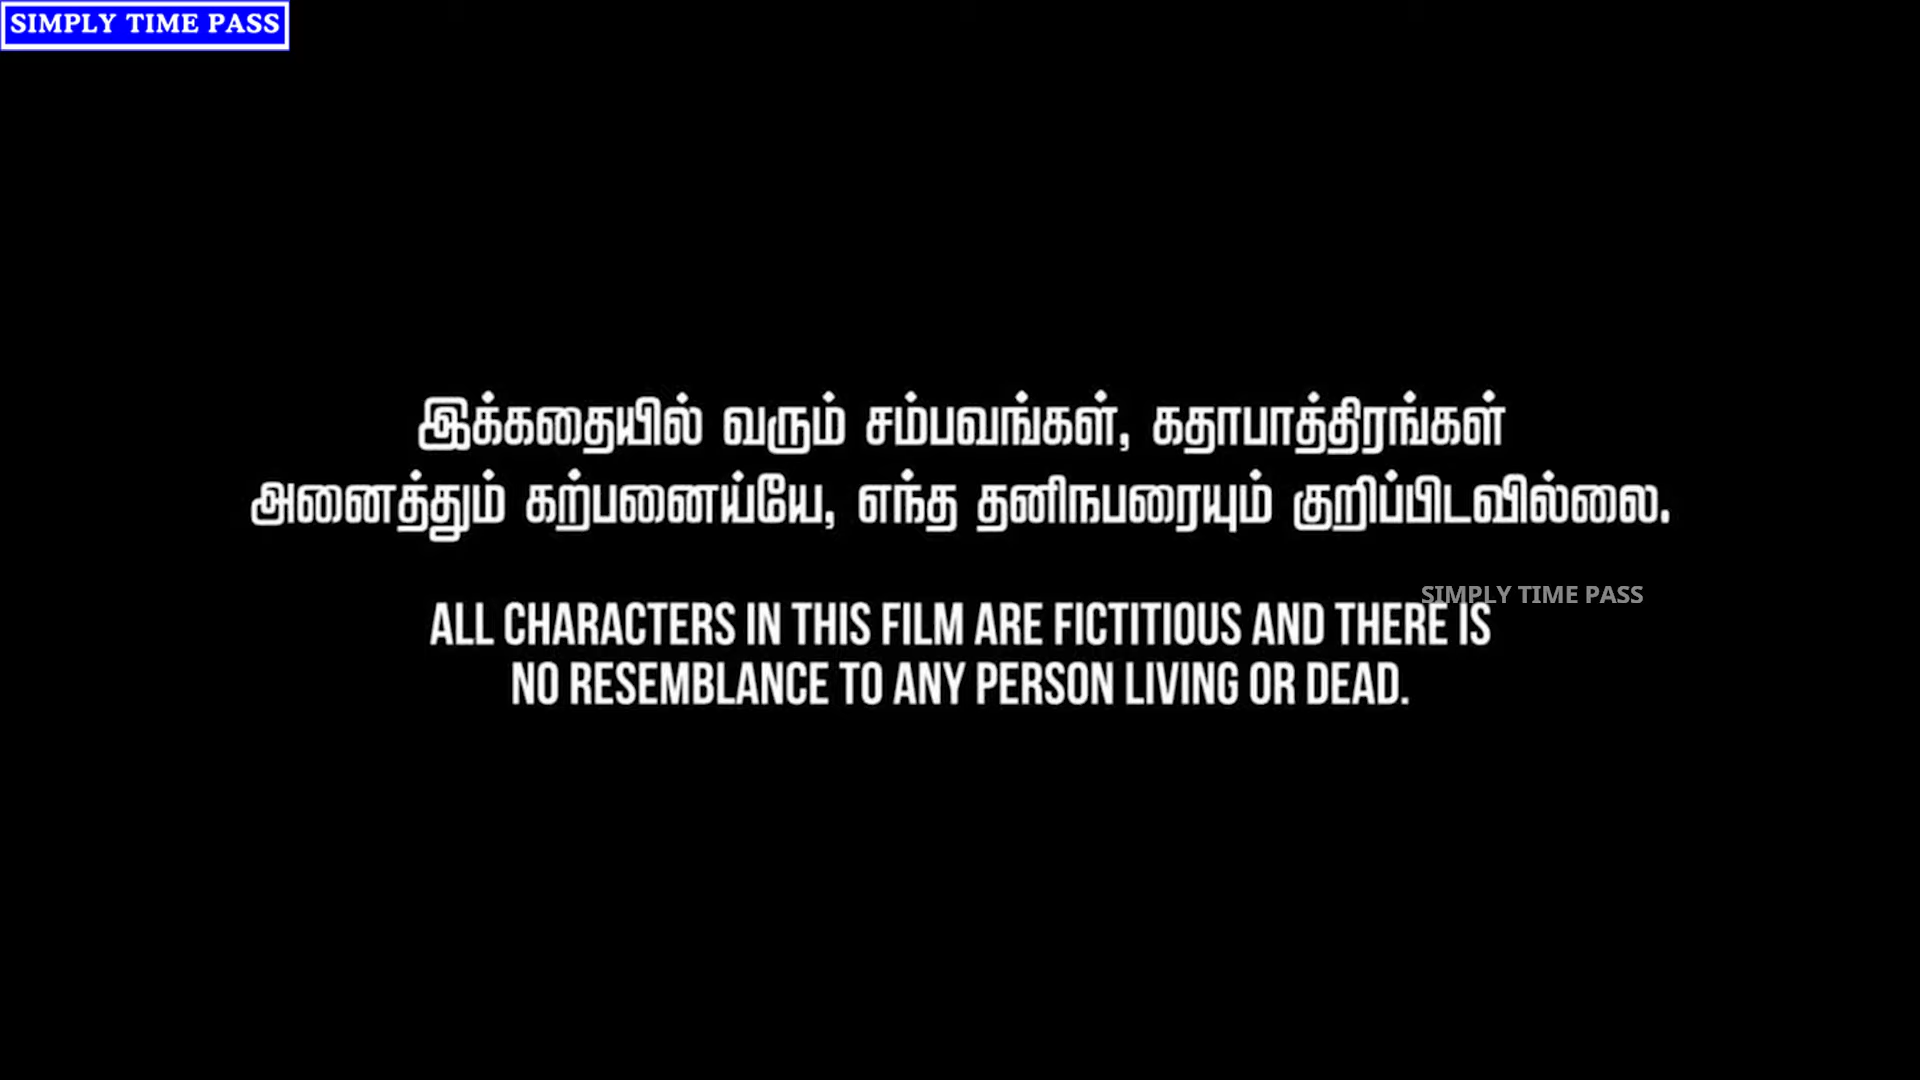 SIMPLY TIME PASS
இக்கதையில் வரும் சம்பவங்கள், கதாபாத்திரங்கள்
அனைத்தும் கற்பனைய்யே, எந்த தனிநபரையும் குறிப்பிடவில்லை.
SIMPLY TIME PASS
ALL CHARACTERS IN THIS FILM ARE FICTITIOUS AND THERE IS
NO RESEMBLANCE TO ANY PERSON LIVING OR DEAD.